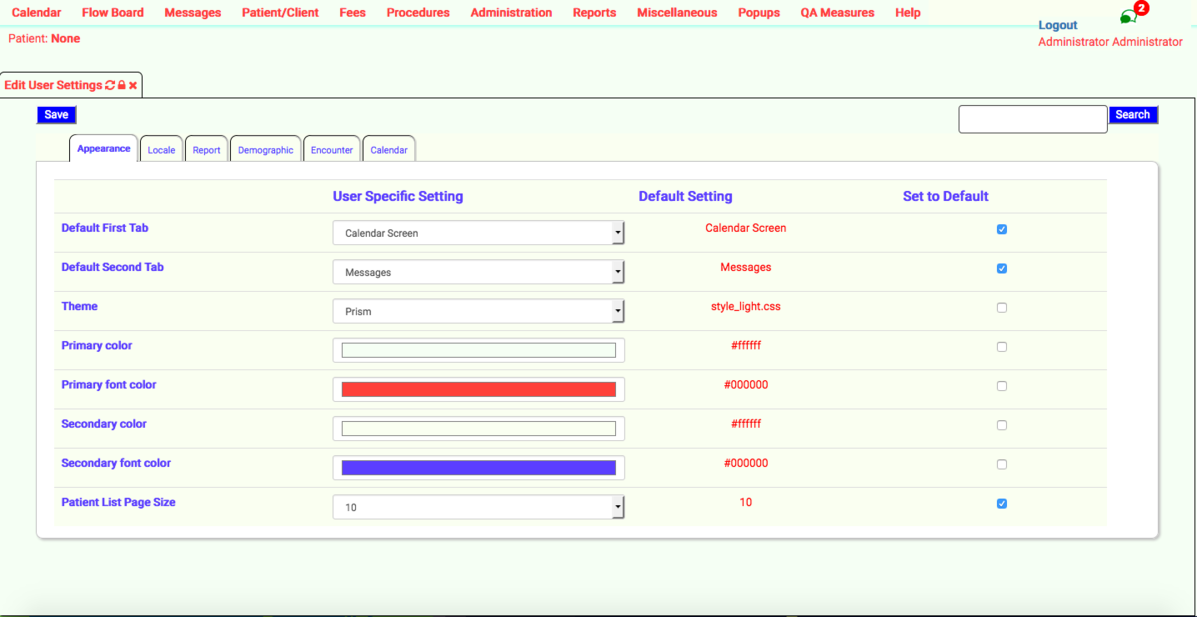 Calendar Flow Board Messages Patient/Client Fees Procedures Administration Reports Miscellaneous Popups QA Measures Help 2
Logout
Patient: None
Administrator Administrator
Edit User Settings
Save
Search
Appearance Locale Report Demographic Encounter Calendar
User Specific Setting Default Setting Set to Default
Default First Tab Calendar Screen Calendar Screen
Default Second Tab Messages Messages
Theme Prism style_light.css
Primary color #ffffff
Primary font color #000000
Secondary color #ffffff
Secondary font color #000000
Patient List Page Size 10 10